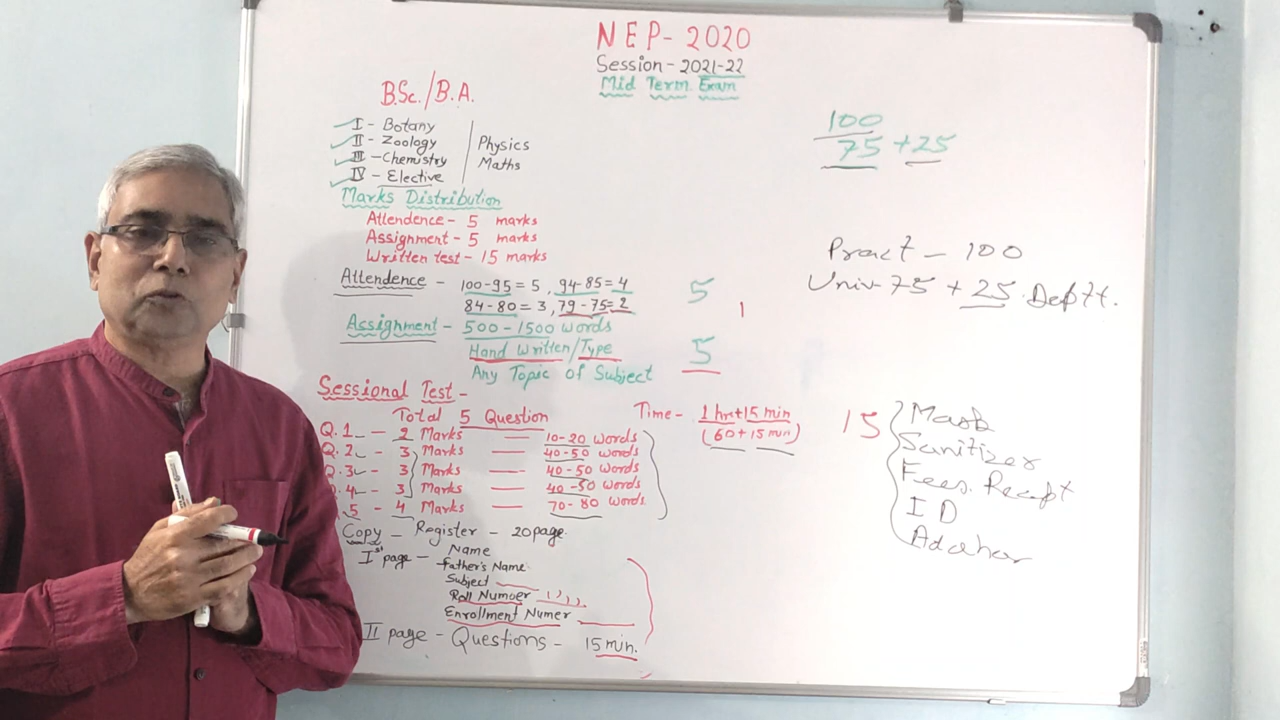 NEP-2020
Session-2021-22
Mid Term Exam
BSc./B.A.
I - Botany
II - Zoology
III - Chemistry
IV - Elective
Physics
Maths
100
75 + 25
Marks Distribution
Attendence - 5 marks
Assignment - 5 marks
Written test - 15 marks
Pract - 100
Univ- 75 + 25 Deptt.
Attendence - 100-95 = 5, 94-85 = 4
84-80 = 3, 79-75 = 2
5
1
Assignment - 500-1500 words
Hand Written/Type
Any Topic of Subject
5
Sessional Test -
Total 5 Question
Time - 1 hr+15 min
(60+15 min)
Q.1 - 2 Marks — 10-20 words
Q.2 - 3 Marks — 40-50 words
Q.3 - 3 Marks — 40-50 words
Q.4 - 3 Marks — 40-50 words
5 - 4 Marks — 70-80 words
15
Mask
Sanitizer
Fees. Recipt
ID
Adahar
Copy - Register - 20 page
Ist page - Name
Father's Name
Subject
Roll Number
Enrollment Numer
II page - Questions - 15 min.